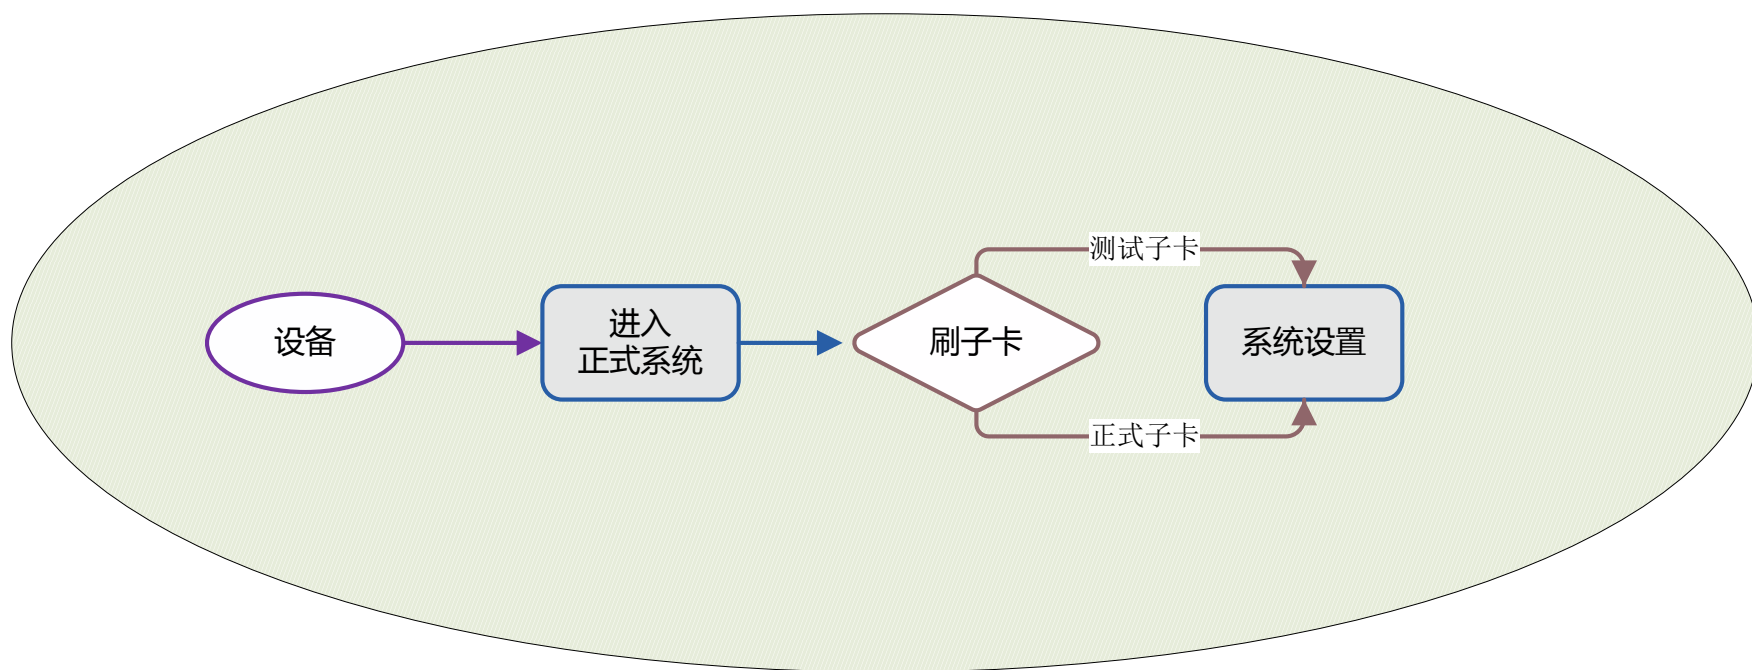 设备
进入
正式系统
刷子卡
测试子卡
正式子卡
系统设置